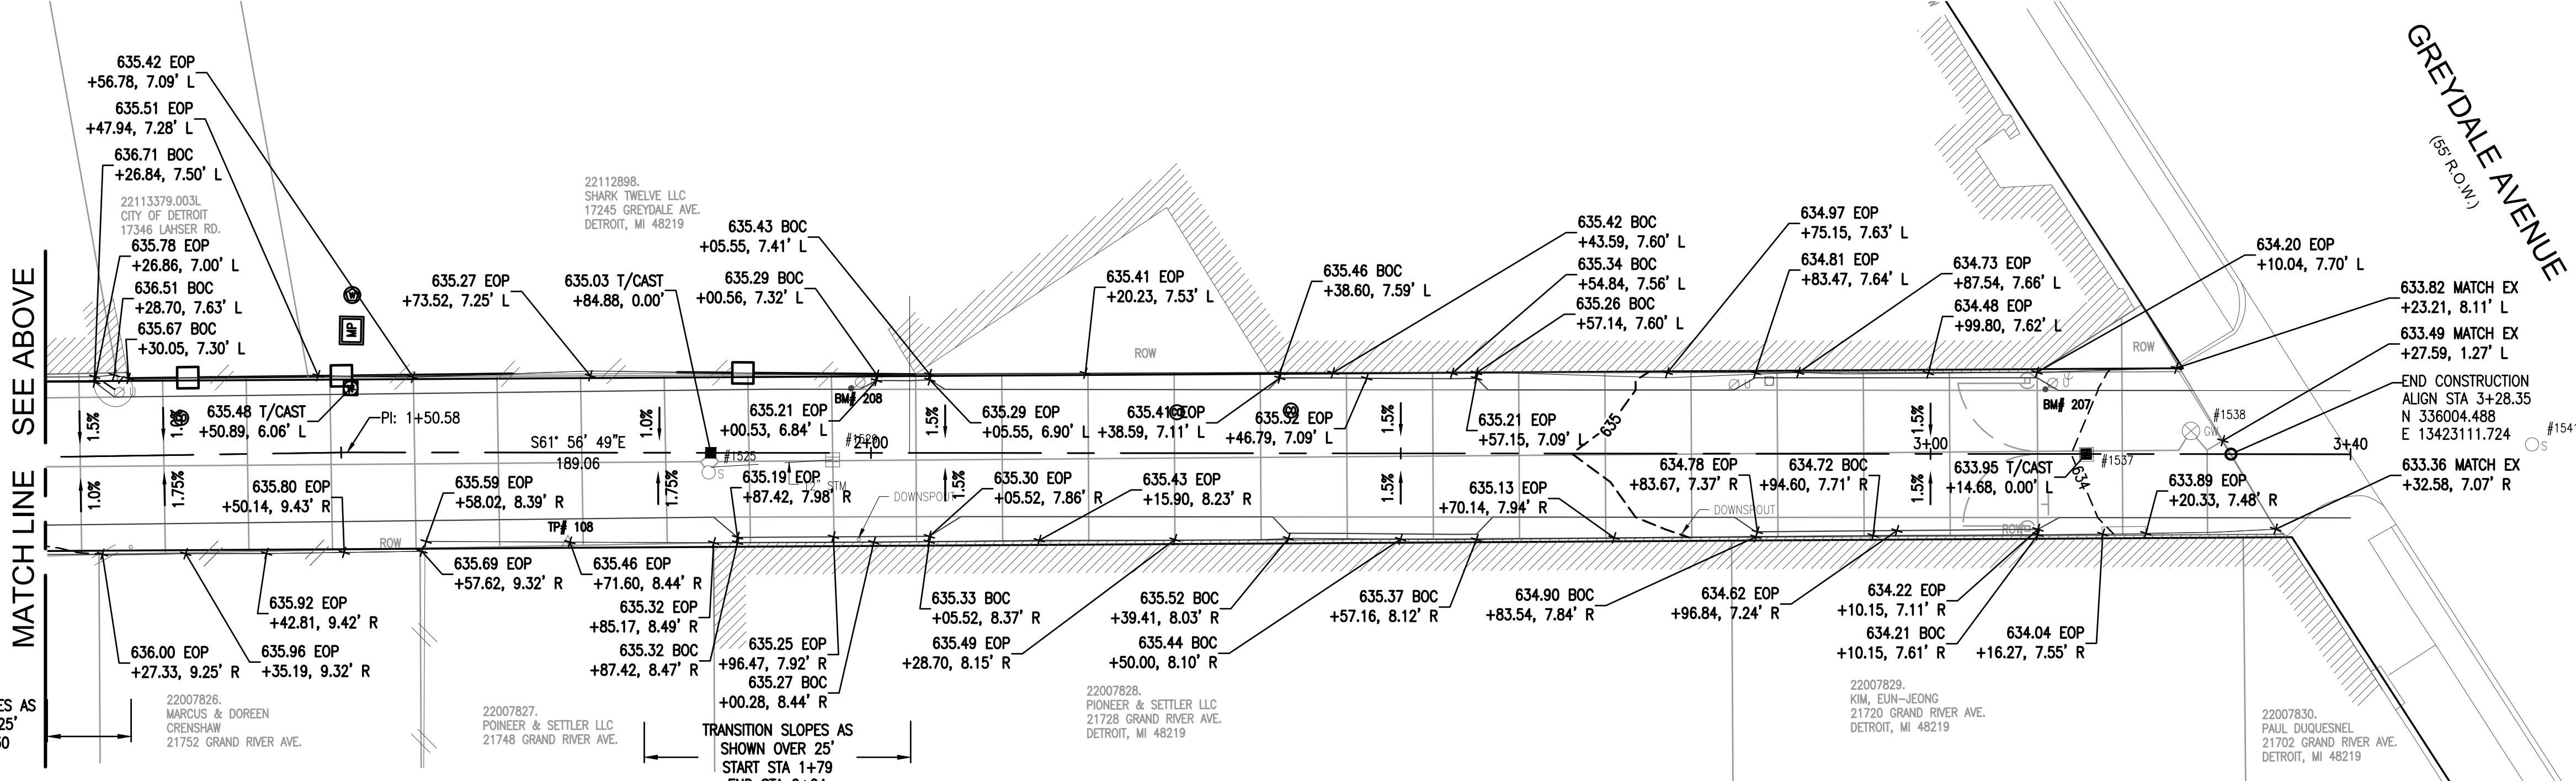 635.42 EOP
+56.78, 7.09' L
635.51 EOP
+47.94, 7.28' L
636.71 BOC
+26.84, 7.50' L
22113379.003L
CITY OF DETROIT
17346 LAHSER RD.
635.78 EOP
+26.86, 7.00' L
636.51 BOC
+28.70, 7.63' L
635.67 BOC
+30.05, 7.30' L
MP
22112898.
SHARK TWELVE LLC
17245 GREYDALE AVE.
DETROIT, MI 48219
635.27 EOP
+73.52, 7.25' L
635.03 T/CAST
+84.88, 0.00'
635.43 BOC
+05.55, 7.41' L
635.29 BOC
+00.56, 7.32' L
635.41 EOP
+20.23, 7.53' L
ROW
635.46 BOC
+38.60, 7.59' L
635.42 BOC
+43.59, 7.60' L
635.34 BOC
+54.84, 7.56' L
635.26 BOC
+57.14, 7.60' L
634.97 EOP
+75.15, 7.63' L
634.81 EOP
+83.47, 7.64' L
634.73 EOP
+87.54, 7.66' L
634.48 EOP
+99.80, 7.62' L
ROW
GREYDALE AVENUE
(55' R.O.W.)
634.20 EOP
+10.04, 7.70' L
633.82 MATCH EX
+23.21, 8.11' L
633.49 MATCH EX
+27.59, 1.27' L
END CONSTRUCTION
ALIGN STA 3+28.35
N 336004.488
E 13423111.724
633.36 MATCH EX
+32.58, 7.07' R
MATCH LINE
SEE ABOVE
1.5%
1.0%
635.48 T/CAST
+50.89, 6.06' L
PI: 1+50.58
S61° 56' 49"E
189.06
1.0%
635.21 EOP
+00.53, 6.84' L
BM# 208
2+00
1.5%
635.29 EOP
+05.55, 6.90' L
635.41 EOP
+38.59, 7.11' L
635.32 EOP
+46.79, 7.09' L
1.5%
635.21 EOP
+57.15, 7.09' L
635
1.5%
3+00
BM# 207
#1538
GW
3+40
S
1.0%
1.75%
635.80 EOP
+50.14, 9.43' R
635.59 EOP
+58.02, 8.39' R
TP# 108
1.75%
#1525
S
635.19 EOP
+87.42, 7.98' R
12" STM
DOWNSPOUT
1.5%
635.30 EOP
+05.52, 7.86' R
635.43 EOP
+15.90, 8.23' R
1.5%
635.13 EOP
+70.14, 7.94' R
634.78 EOP
+83.67, 7.37' R
DOWNSPOUT
634.72 BOC
+94.60, 7.71' R
1.5%
633.95 T/CAST
+14.68, 0.00' L
#1537
634
633.89 EOP
+20.33, 7.48' R
ROW
ROW
635.69 EOP
+57.62, 9.32' R
635.46 EOP
+71.60, 8.44' R
635.92 EOP
+42.81, 9.42' R
636.00 EOP
+27.33, 9.25' R
635.96 EOP
+35.19, 9.32' R
635.32 EOP
+85.17, 8.49' R
635.32 BOC
+87.42, 8.47' R
635.25 EOP
+96.47, 7.92' R
635.27 BOC
+00.28, 8.44' R
635.33 BOC
+05.52, 8.37' R
635.49 EOP
+28.70, 8.15' R
635.52 BOC
+39.41, 8.03' R
635.44 BOC
+50.00, 8.10' R
635.37 BOC
+57.16, 8.12' R
634.90 BOC
+83.54, 7.84' R
634.62 EOP
+96.84, 7.24' R
634.22 EOP
+10.15, 7.11' R
634.21 BOC
+10.15, 7.61' R
634.04 EOP
+16.27, 7.55' R
22007826.
MARCUS & DOREEN
CRENSHAW
21752 GRAND RIVER AVE.
22007827.
POINEER & SETTLER LLC
21748 GRAND RIVER AVE.
TRANSITION SLOPES AS
SHOWN OVER 25'
START STA 1+79
22007828.
PIONEER & SETTLER LLC
21728 GRAND RIVER AVE.
DETROIT, MI 48219
22007829.
KIM, EUN-JEONG
21720 GRAND RIVER AVE.
DETROIT, MI 48219
22007830.
PAUL DUQUESNEL
21702 GRAND RIVER AVE.
DETROIT, MI 48219